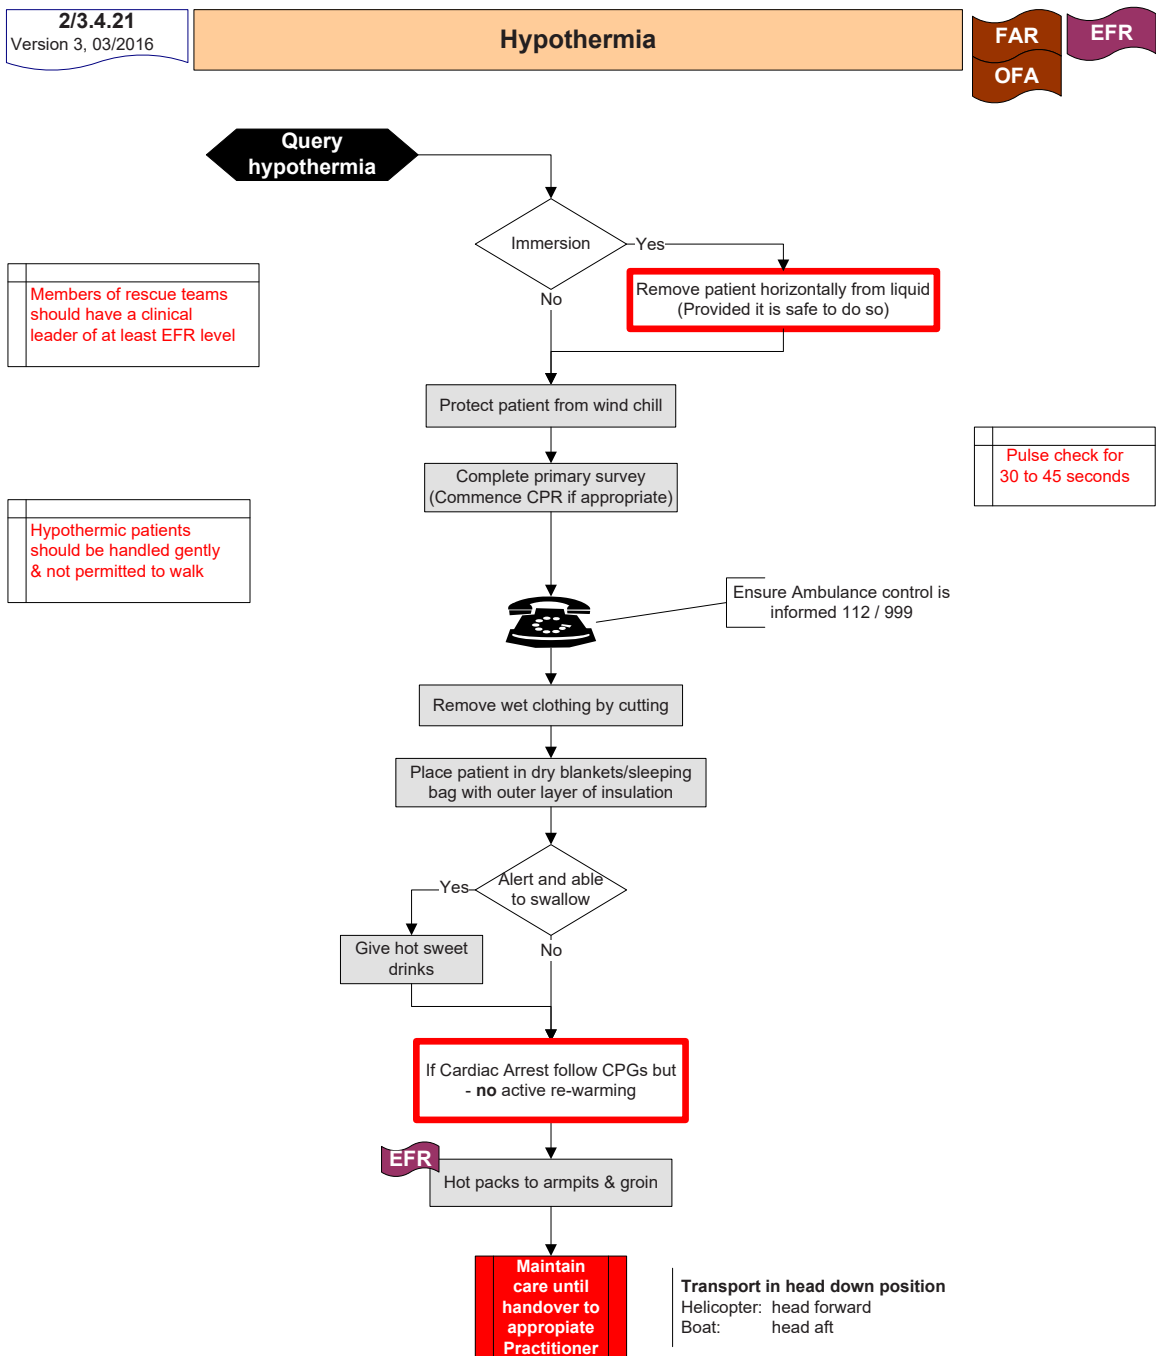 2/3.4.21
Version 3, 03/2016
Hypothermia
FAR
OFA
EFR
Query
hypothermia
Immersion
Yes
No
Remove patient horizontally from liquid
(Provided it is safe to do so)
Members of rescue teams
should have a clinical
leader of at least EFR level
Protect patient from wind chill
Complete primary survey
(Commence CPR if appropriate)
Pulse check for
30 to 45 seconds
Hypothermic patients
should be handled gently
& not permitted to walk
Ensure Ambulance control is
informed 112 / 999
Remove wet clothing by cutting
Place patient in dry blankets/sleeping
bag with outer layer of insulation
Alert and able
to swallow
Yes
No
Give hot sweet
drinks
If Cardiac Arrest follow CPGs but
- no active re-warming
EFR
Hot packs to armpits & groin
Maintain
care until
handover to
appropiate
Practitioner
Transport in head down position
Helicopter: head forward
Boat: head aft